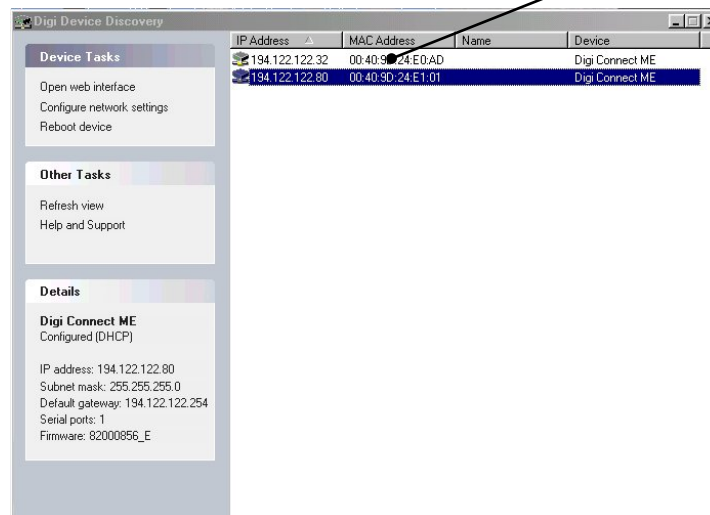 Digi Device Discovery
IP Address MAC Address Name Device
194.122.122.32 Digi Connect ME
194.122.122.80 00:40:9D:24:E1:01 Digi Connect ME
Device Tasks
Open web interface
Configure network settings
Reboot device
Other Tasks
Refresh view
Help and Support
Details
Digi Connect ME
Configured (DHCP)
IP address: 194.122.122.80
Subnet mask: 255.255.255.0
Default gateway: 194.122.122.254
Serial ports: 1
Firmware: 82000856_E